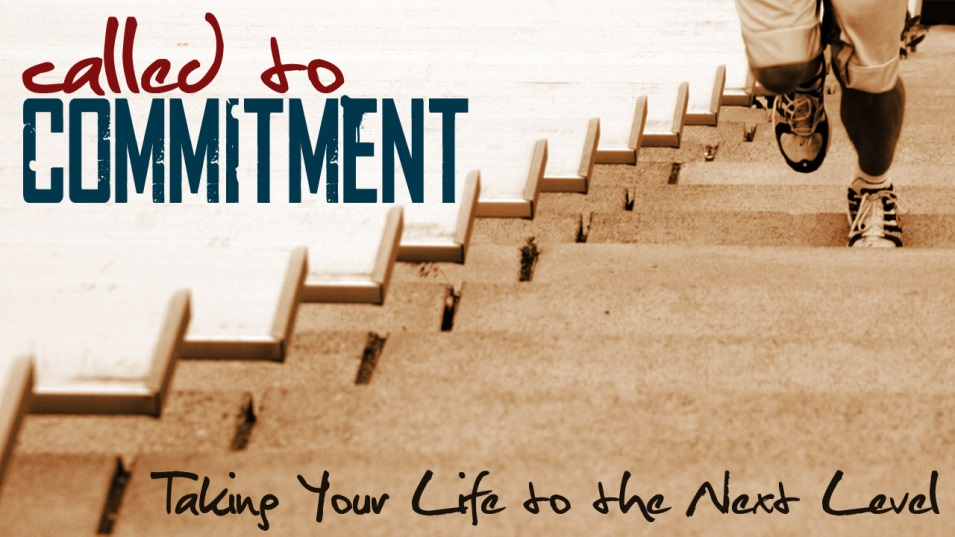 called to
COMMITMENT
Taking Your Life to the Next Level